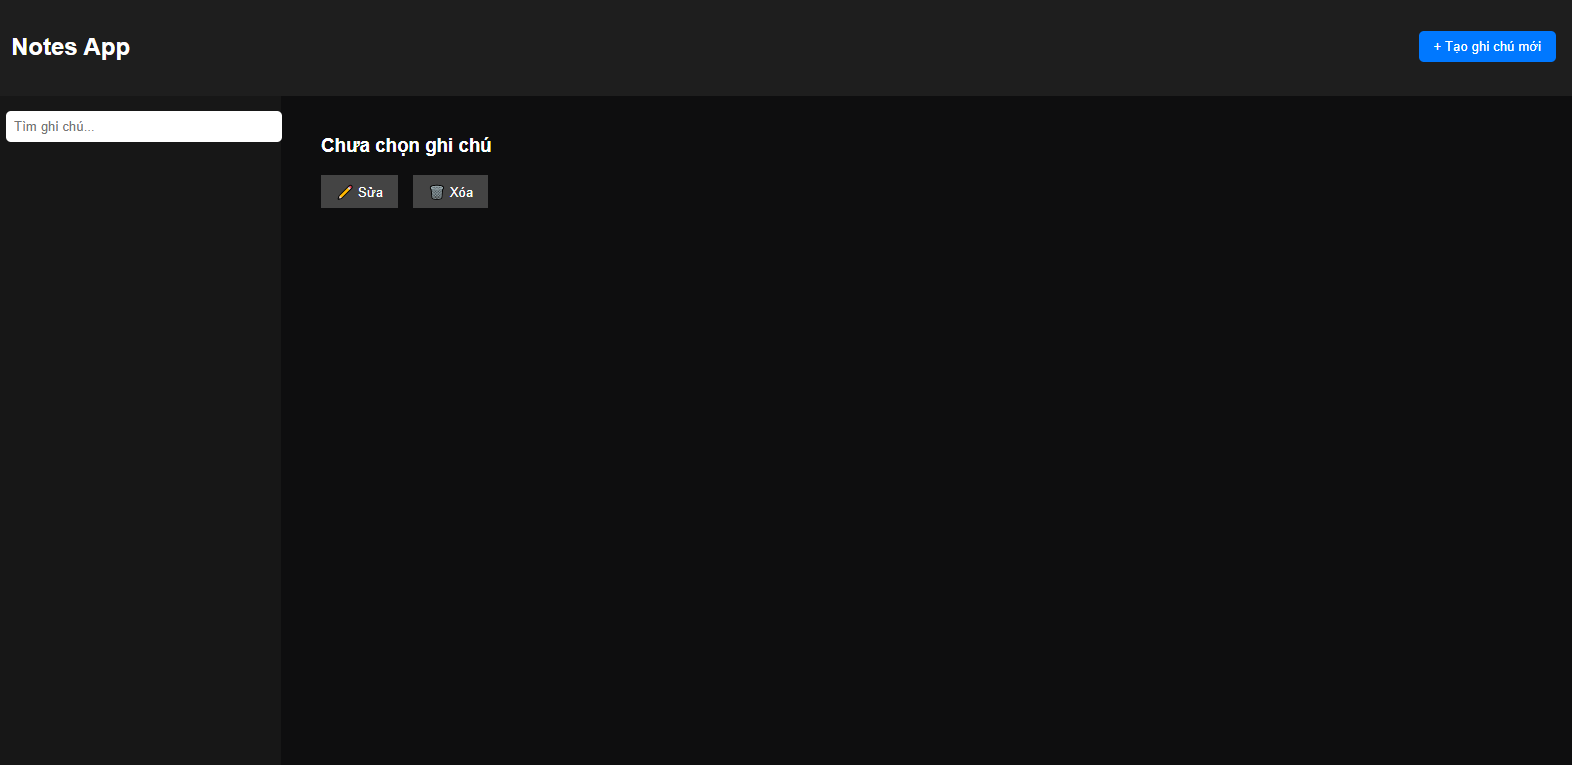 Notes App
+ Tạo ghi chú mới
Tìm ghi chú...
Chưa chọn ghi chú
Sửa
Xóa